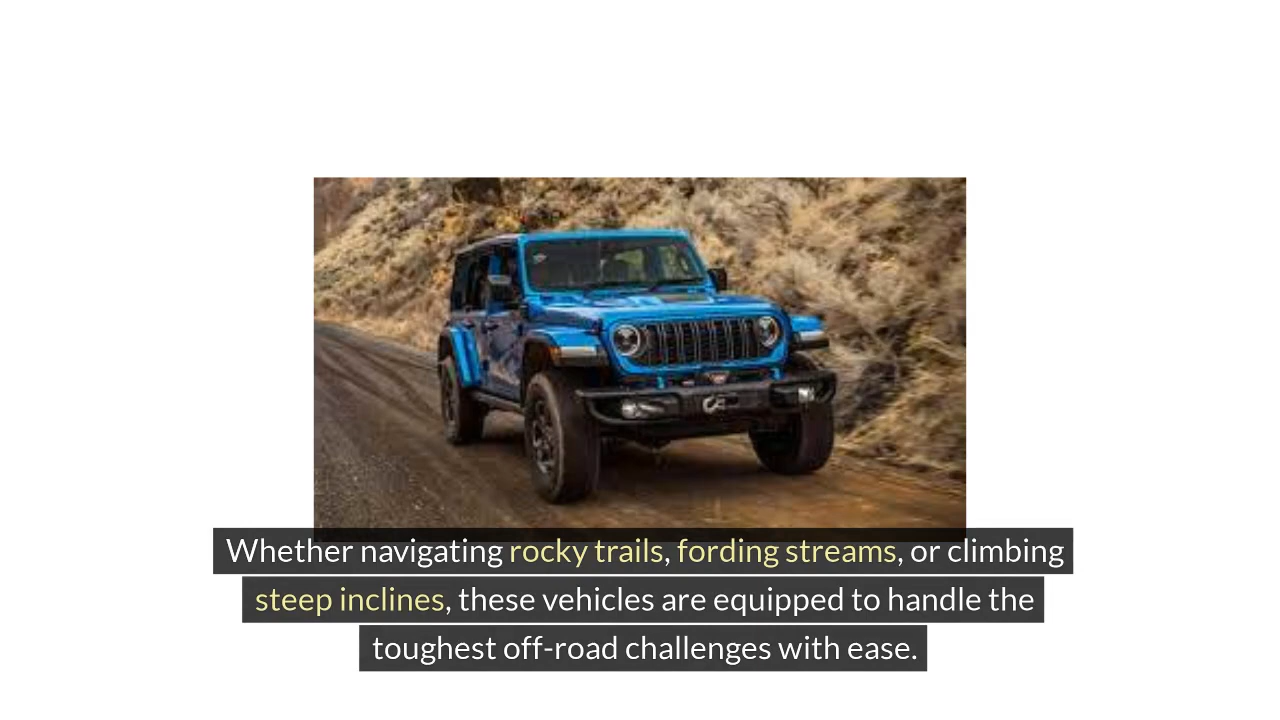 Whether navigating rocky trails, fording streams, or climbing
steep inclines, these vehicles are equipped to handle the
toughest off-road challenges with ease.